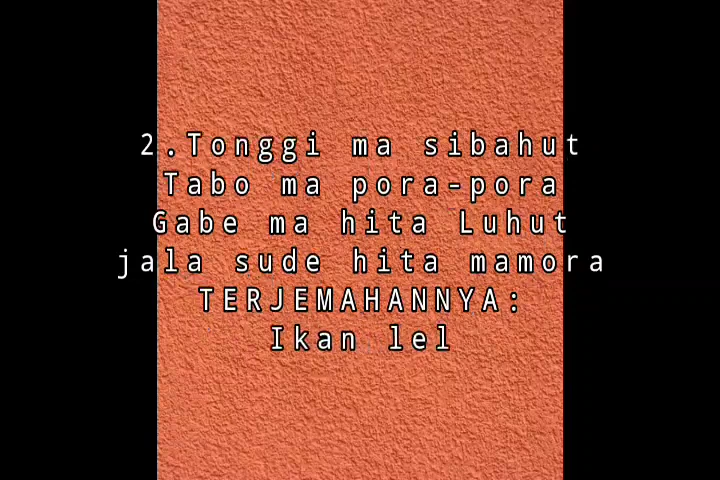 2.Tonggi ma sibahut
Tabo ma pora-pora
Gabe ma hita Luhut
jala sude hita mamora
TERJEMAHANNYA:
Ikan lel